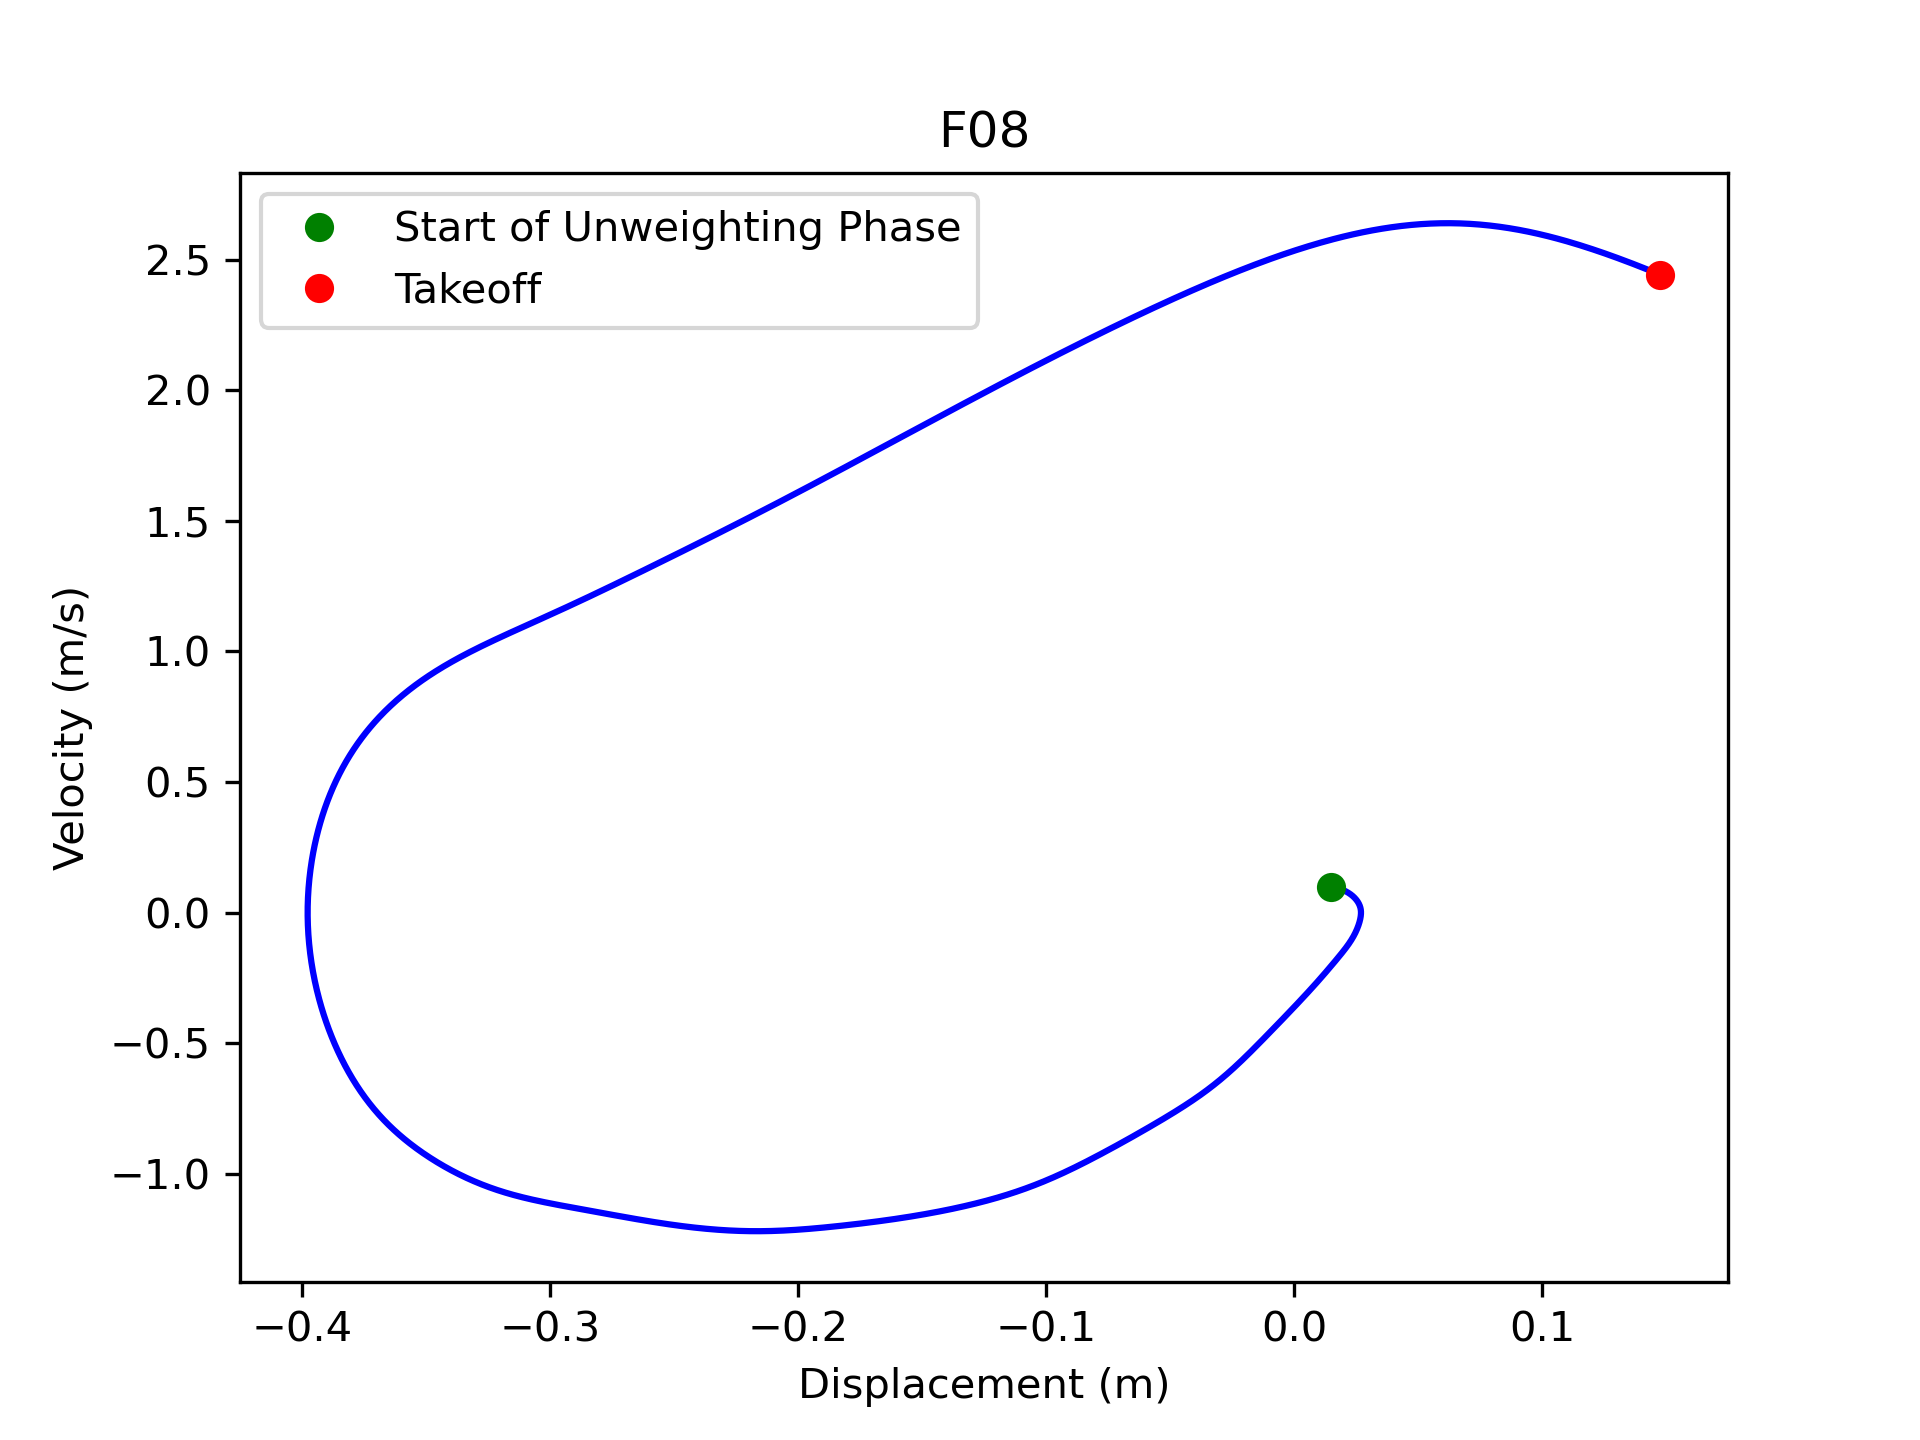 F08
Start of Unweighting Phase
Takeoff
2.5
2.0
1.5
1.0
0.5
0.0
−0.5
−1.0
Velocity (m/s)
−0.4 −0.3 −0.2 −0.1 0.0 0.1
Displacement (m)